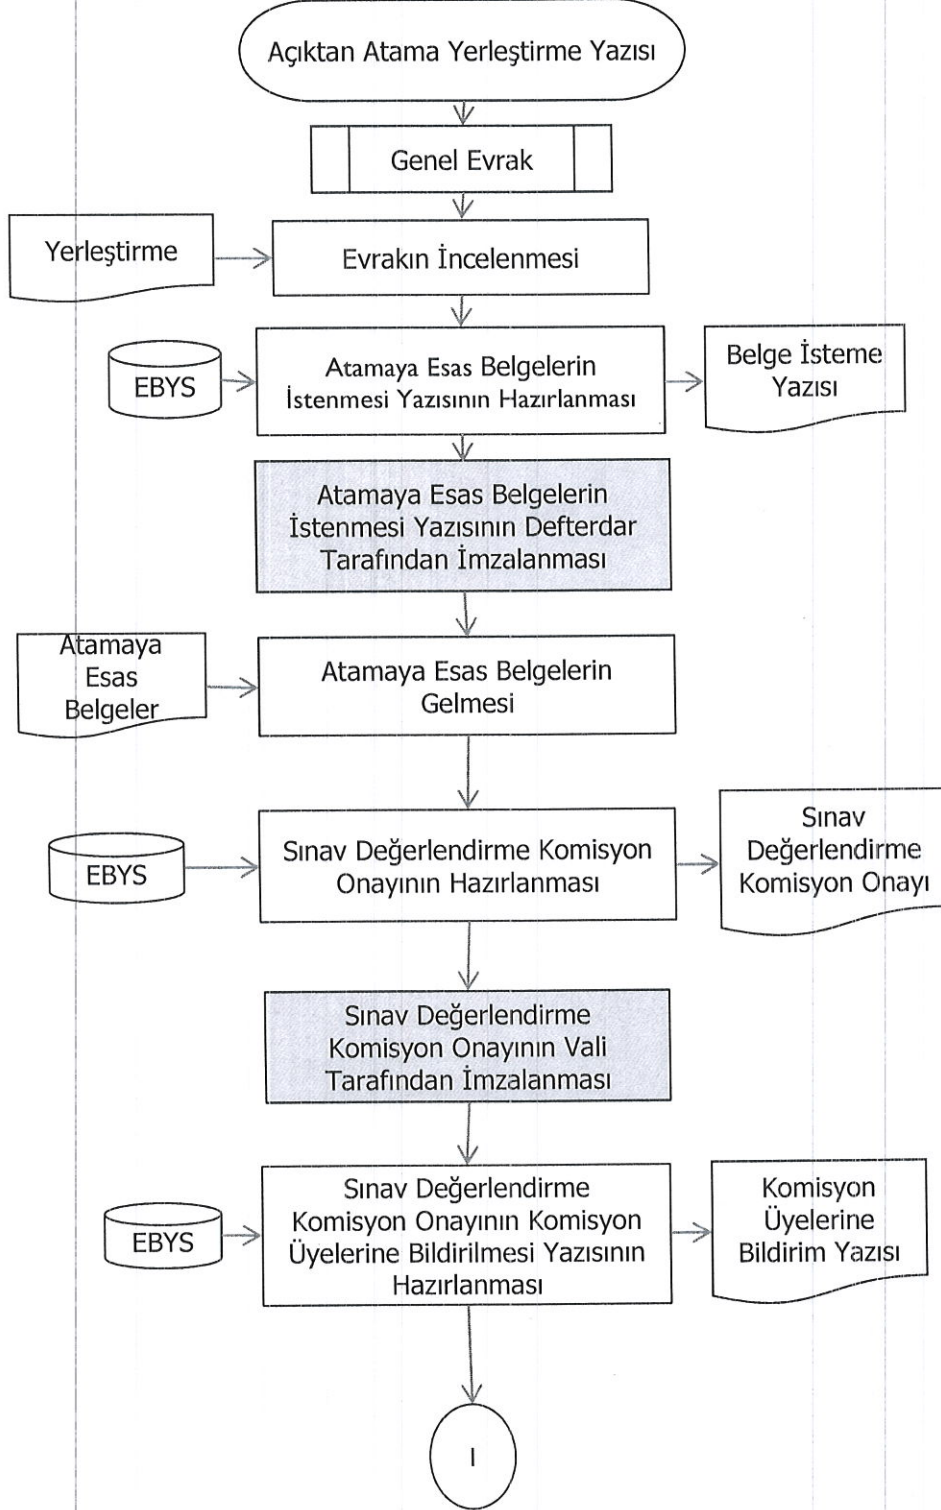 Açıktan Atama Yerleştirme Yazısı
Genel Evrak
Yerleştirme
Evrakın İncelenmesi
EBYS
Atamaya Esas Belgelerin
İstenmesi Yazısının Hazırlanması
Belge İsteme
Yazısı
Atamaya Esas Belgelerin
İstenmesi Yazısının Defterdar
Tarafından İmzalanması
Atamaya
Esas
Belgeler
Atamaya Esas Belgelerin
Gelmesi
EBYS
Sınav Değerlendirme Komisyon
Onayının Hazırlanması
Sınav
Değerlendirme
Komisyon Onayı
Sınav Değerlendirme
Komisyon Onayının Vali
Tarafından İmzalanması
EBYS
Sınav Değerlendirme
Komisyon Onayının Komisyon
Üyelerine Bildirilmesi Yazısının
Hazırlanması
Komisyon
Üyelerine
Bildirim Yazısı
I